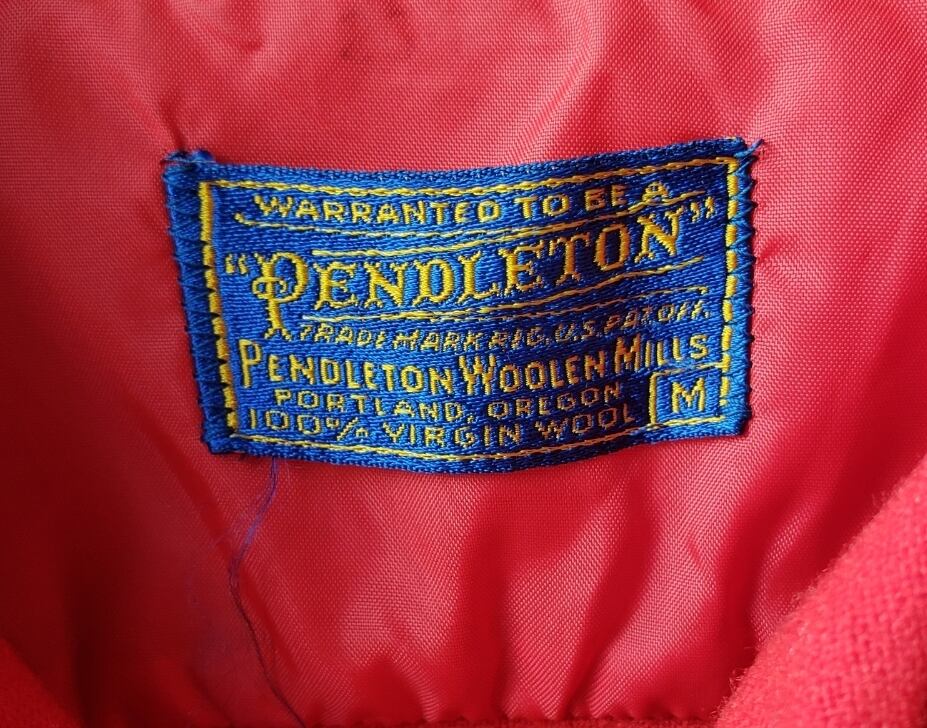 WARRANTED TO BE A
"PENDLETON"
TRADE MARK REG. U.S. PAT. OFF.
PENDLETON WOOLEN MILLS
PORTLAND, OREGON
100% VIRGIN WOOL M